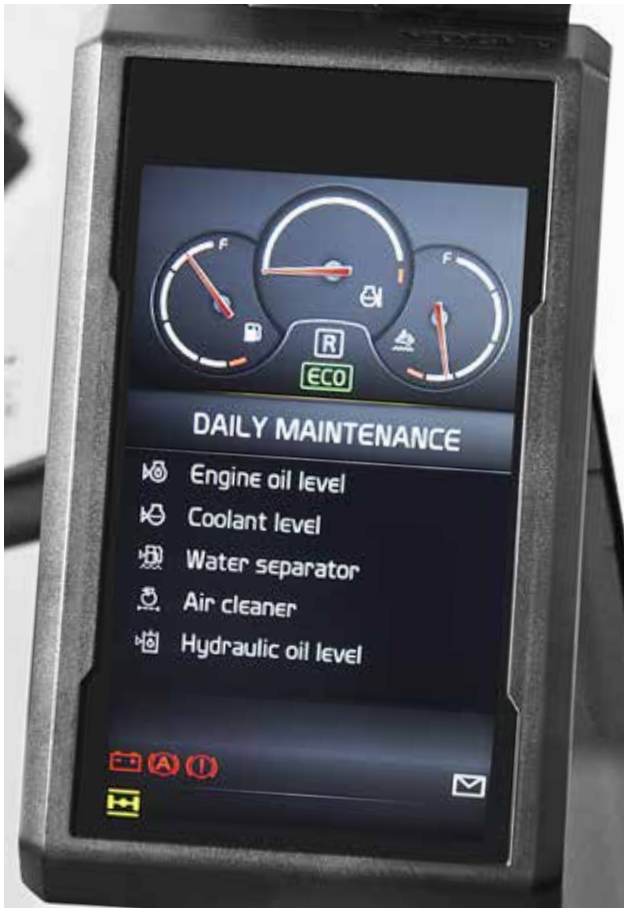 F
F
R
ECO
DAILY MAINTENANCE
Engine oil level
Coolant level
Water separator
Air cleaner
Hydraulic oil level
A